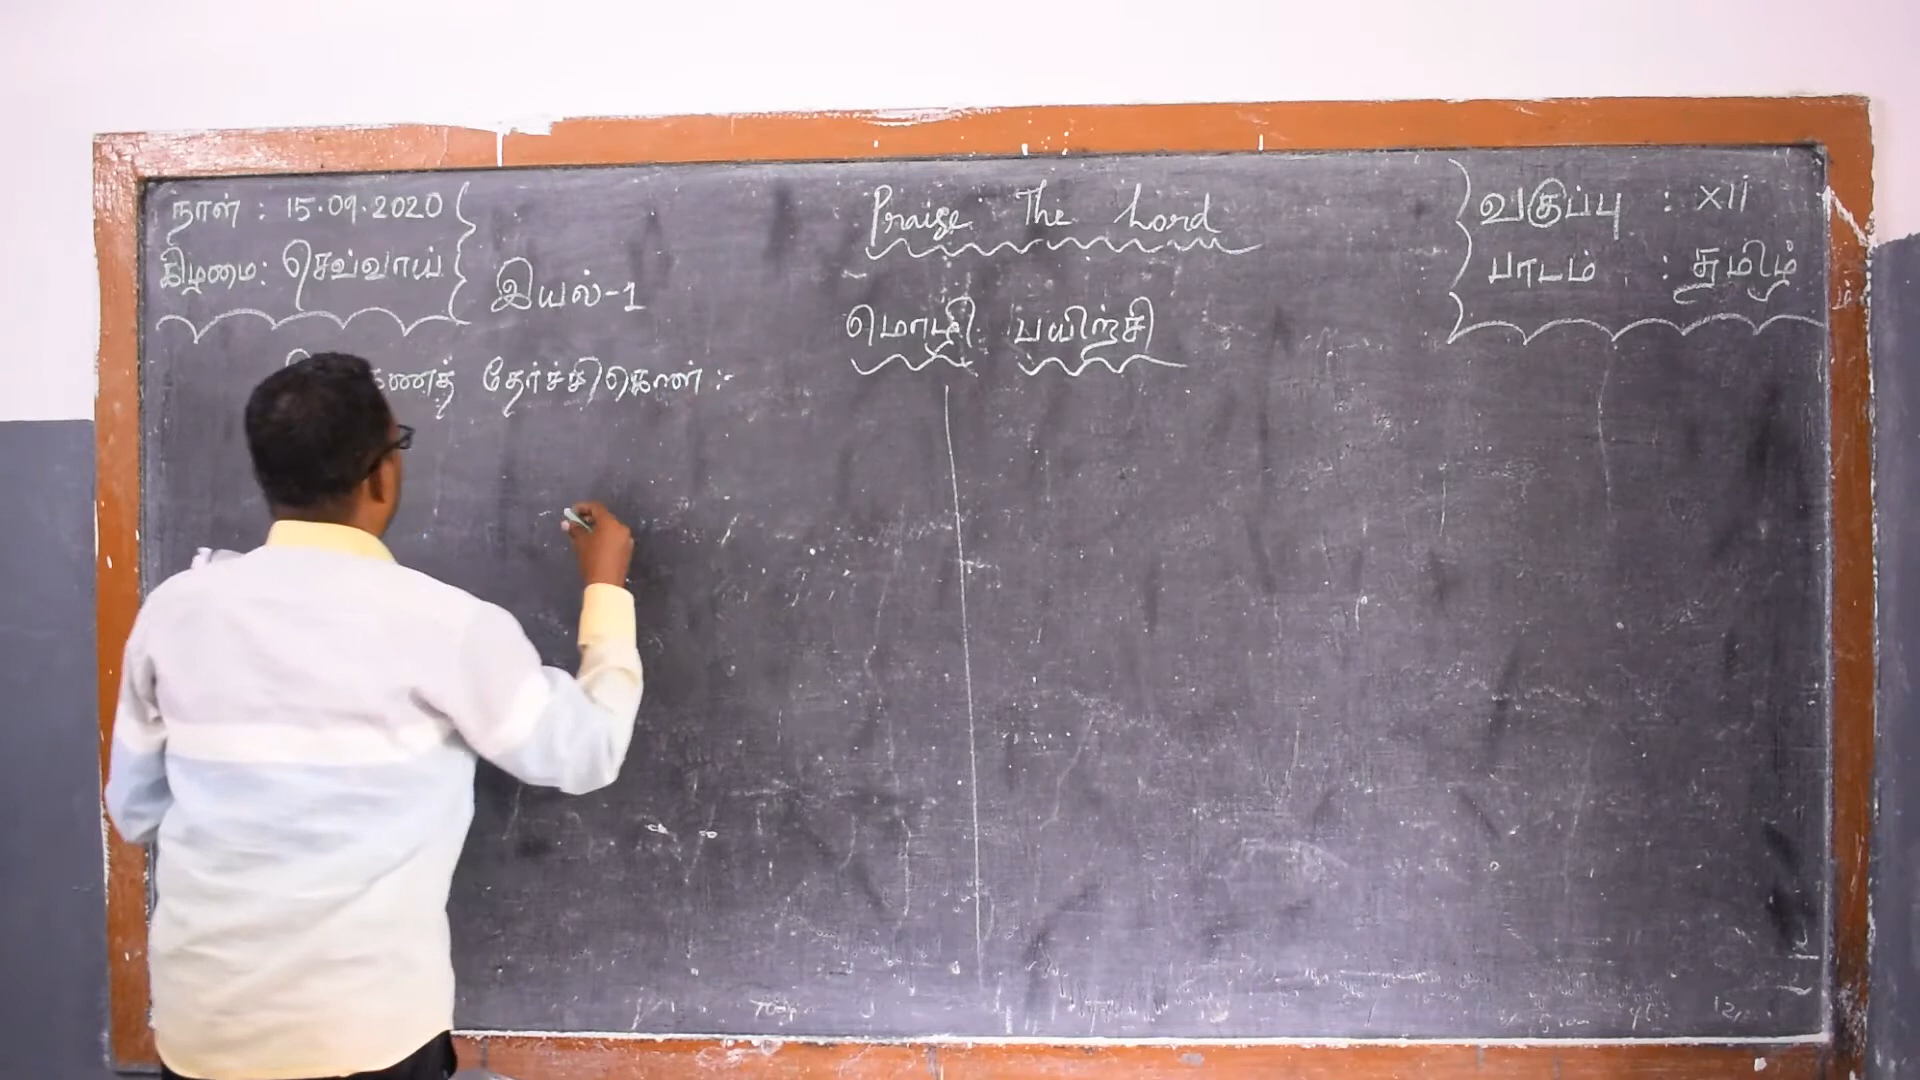 நாள் : 15.09.2020
கிழமை: செவ்வாய்
Praise The Lord
வகுப்பு : XII
பாடம் : தமிழ்
இயல்-1
மொழி பயிற்சி
தேர்ச்சிகொள் :-